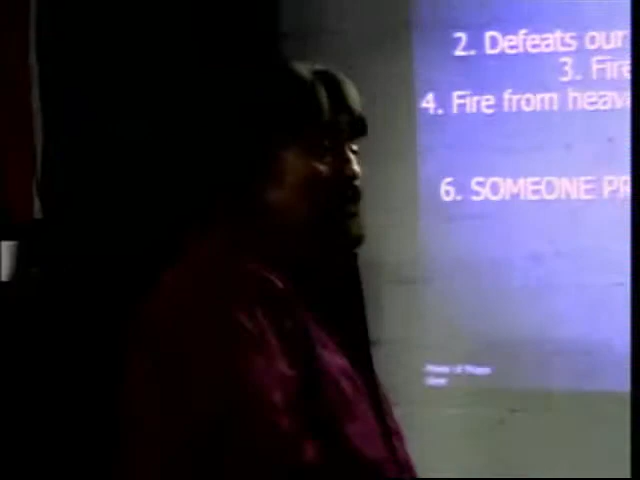 2. Defeats our
3. Fire
4. Fire from heav
6. SOMEONE PR